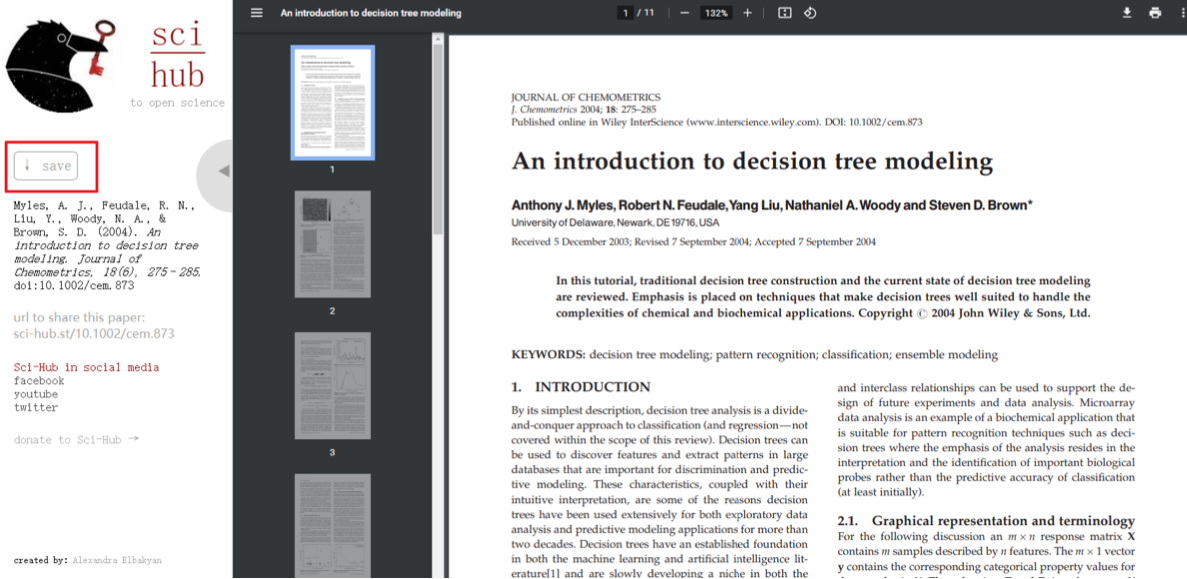 sci
hub
to open science
↓ save
Myles, A. J., Feudale, R. N.,
Liu, Y., Woody, N. A., &
Brown, S. D. (2004). An
introduction to decision tree
modeling. Journal of
Chemometrics, 18(6), 275–285.
doi:10.1002/cem.873
url to share this paper:
sci-hub.st/10.1002/cem.873
Sci-Hub in social media
facebook
youtube
twitter
donate to Sci-Hub →
created by: Alexandra Elbakyan
An introduction to decision tree modeling
1 / 11
132%
1
2
3
JOURNAL OF CHEMOMETRICS
J. Chemometrics 2004; 18: 275–285
Published online in Wiley InterScience (www.interscience.wiley.com). DOI: 10.1002/cem.873
An introduction to decision tree modeling
Anthony J. Myles, Robert N. Feudale, Yang Liu, Nathaniel A. Woody and Steven D. Brown*
University of Delaware, Newark, DE 19716, USA
Received 5 December 2003; Revised 7 September 2004; Accepted 7 September 2004
In this tutorial, traditional decision tree construction and the current state of decision tree modeling
are reviewed. Emphasis is placed on techniques that make decision trees well suited to handle the
complexities of chemical and biochemical applications. Copyright © 2004 John Wiley & Sons, Ltd.
KEYWORDS: decision tree modeling; pattern recognition; classification; ensemble modeling
1. INTRODUCTION
By its simplest description, decision tree analysis is a divide-
and-conquer approach to classification (and regression—not
covered within the scope of this review). Decision trees can
be used to discover features and extract patterns in large
databases that are important for discrimination and predic-
tive modeling. These characteristics, coupled with their
intuitive interpretation, are some of the reasons decision
trees have been used extensively for both exploratory data
analysis and predictive modeling applications for more than
two decades. Decision trees have an established foundation
in both the machine learning and artificial intelligence lit-
erature[1] and are slowly developing a niche in both the
and interclass relationships can be used to support the de-
sign of future experiments and data analysis. Microarray
data analysis is an example of a biochemical application that
is suitable for pattern recognition techniques such as deci-
sion trees where the emphasis of the analysis resides in the
interpretation and the identification of important biological
probes rather than the predictive accuracy of classification
(at least initially).
2.1. Graphical representation and terminology
For the following discussion an m × n response matrix X
contains m samples described by n features. The m × 1 vector
y contains the corresponding categorical property values for